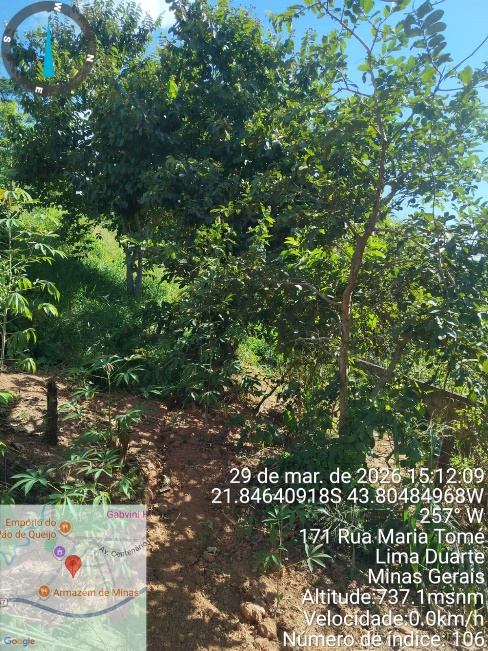 W
N
S
E
29 de mar. de 2026 15:12:09
21.84640918S 43.80484968W
257° W
171 Rua Maria Tomé
Lima Duarte
Minas Gerais
Altitude:737.1msnm
Velocidade:0.0km/h
Número de índice: 106
Gabvini H
Empório do
Pão de Queijo
Av. Centenário
Armazém de Minas
Google